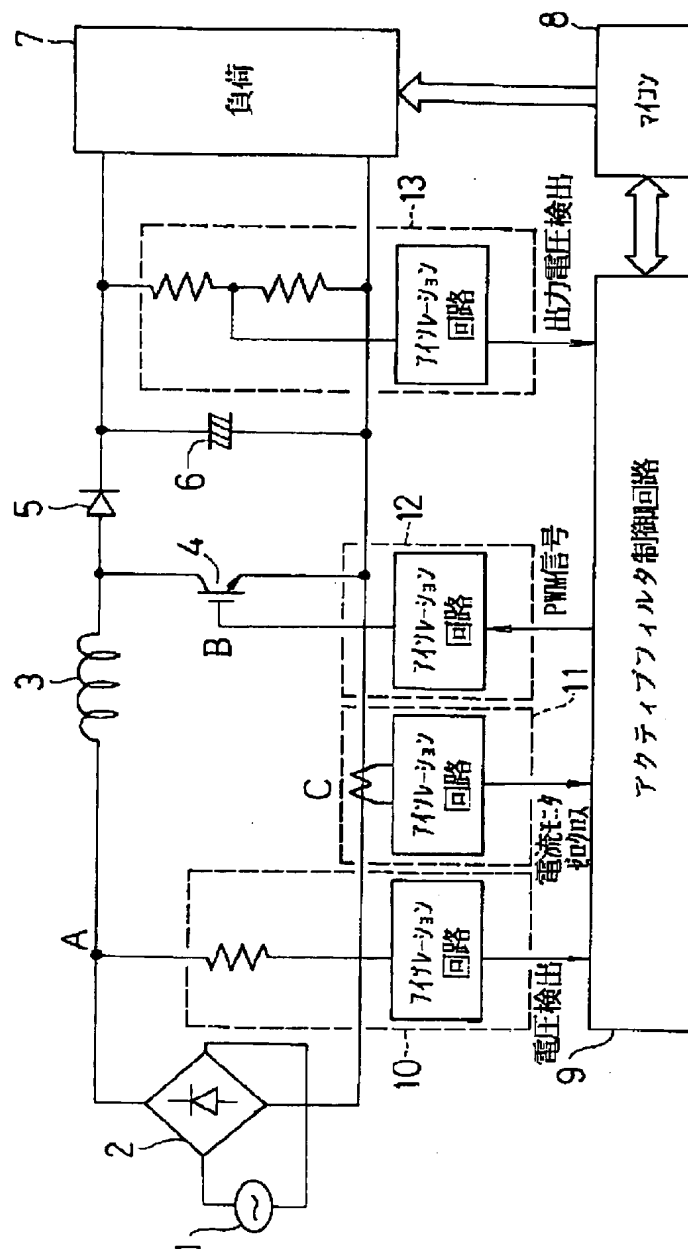 7
負荷
8
マイコン
13
アイソレーション
回路
出力電圧検出
6
5
4
B
12
アイソレーション
回路
PWM信号
3
C
11
アイソレーション
回路
電流モニタ
ゼロクロス
A
10
アイソレーション
回路
電圧検出
2
1
9
アクティブフィルタ制御回路